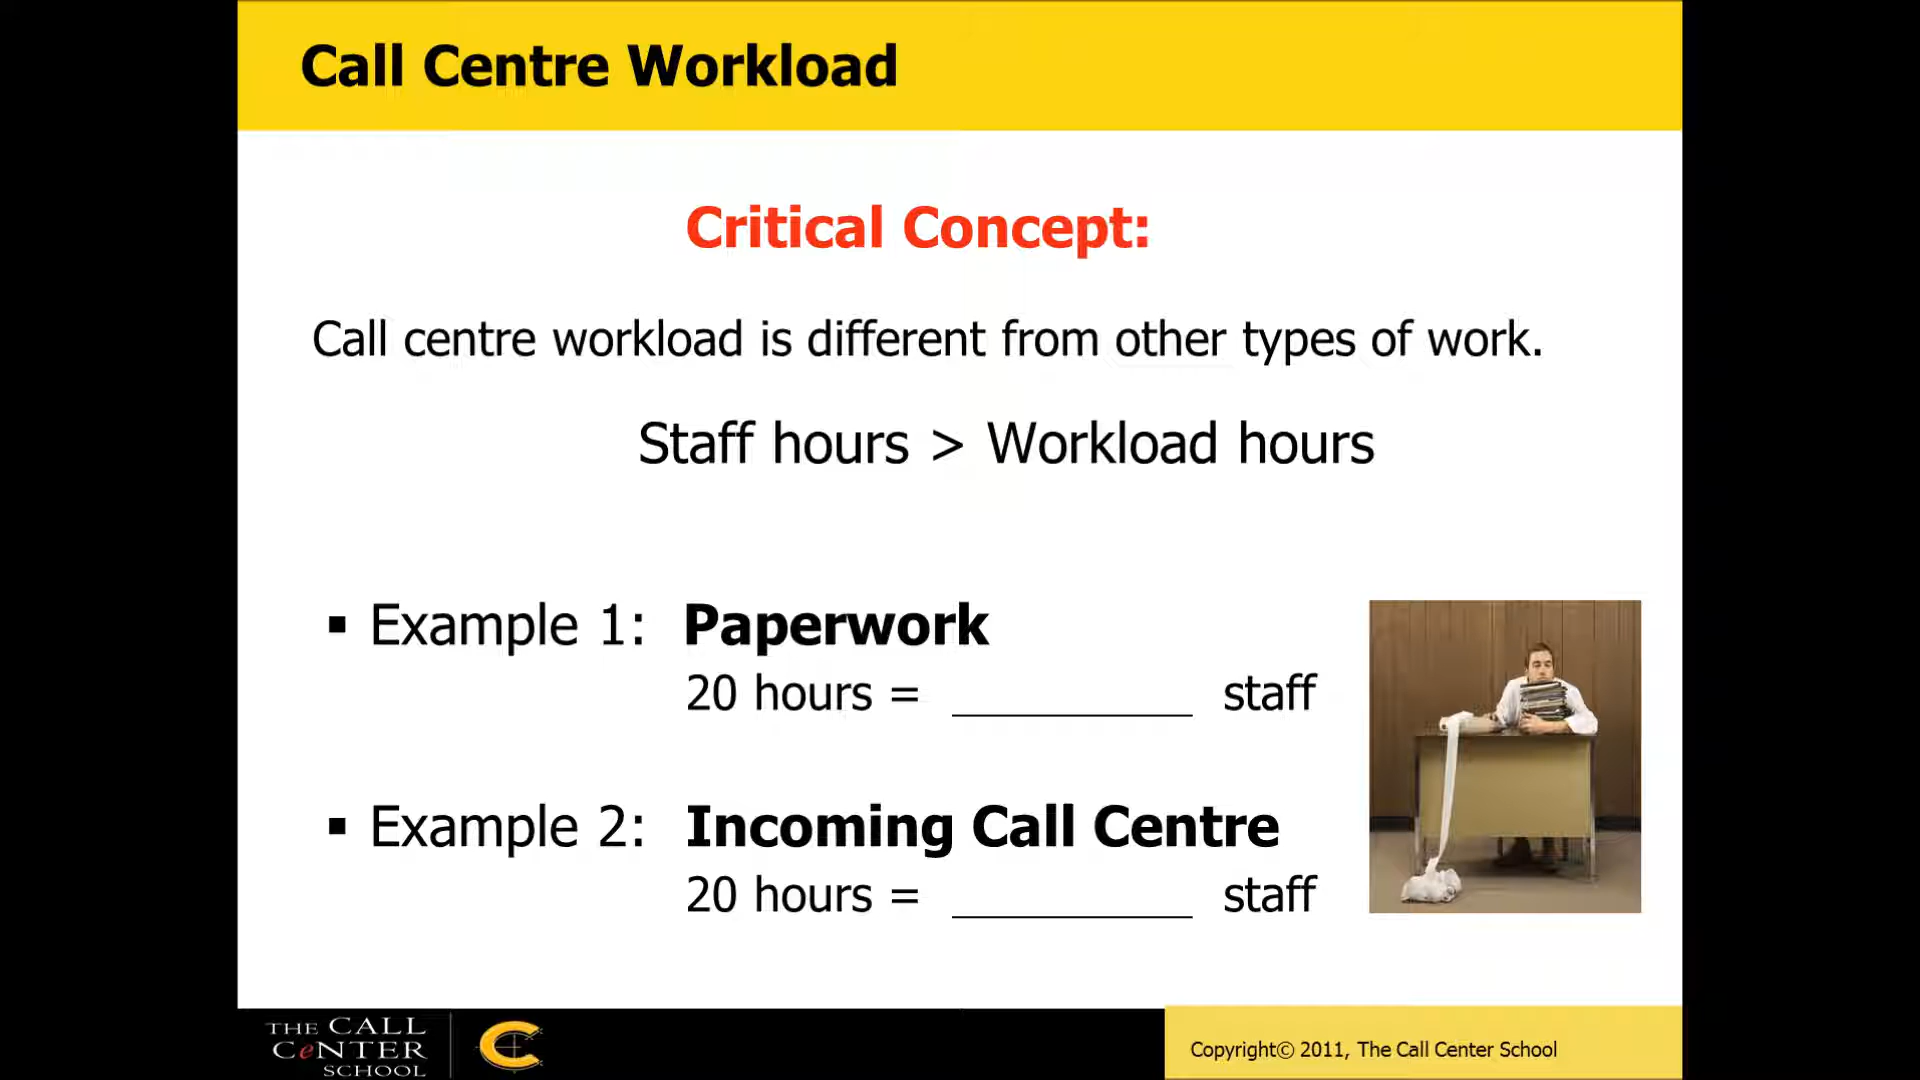 Call Centre Workload
Critical Concept:
Call centre workload is different from other types of work.
Staff hours > Workload hours
▪ Example 1: Paperwork
20 hours = __________ staff
▪ Example 2: Incoming Call Centre
20 hours = __________ staff
THE CALL
CeNTER
SCHOOL
Copyright© 2011, The Call Center School